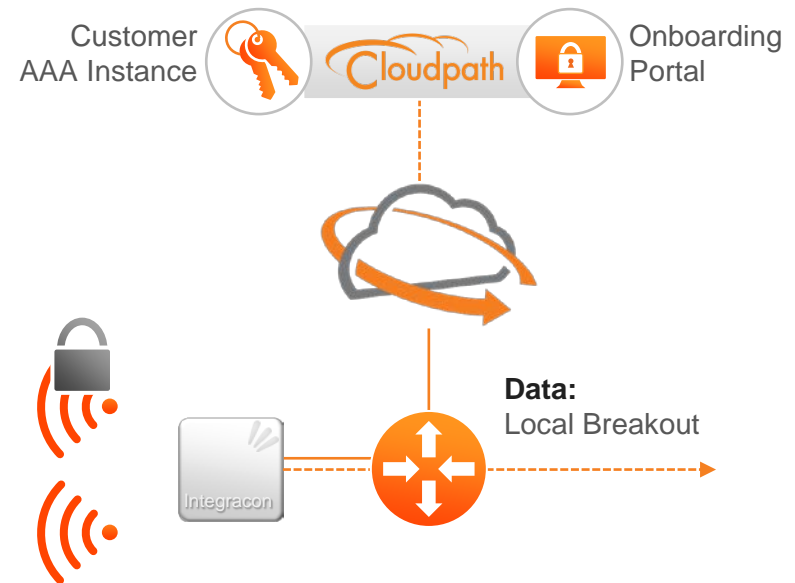 Customer
AAA Instance
Cloudpath
Onboarding
Portal
Data:
Local Breakout
Integracon